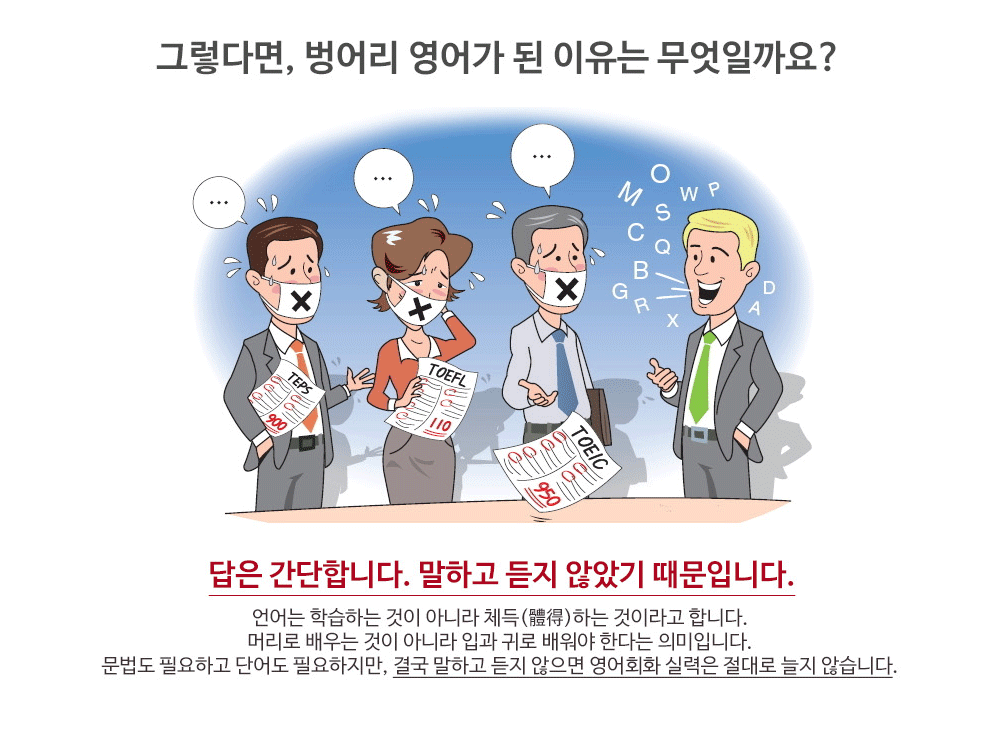 그렇다면, 벙어리 영어가 된 이유는 무엇일까요?
...
...
...
O
M
W
P
S
C
Q
B
G
R
X
D
A
TEPS
900
TOEFL
110
TOEIC
950
답은 간단합니다. 말하고 듣지 않았기 때문입니다.
언어는 학습하는 것이 아니라 체득(體得)하는 것이라고 합니다.
머리로 배우는 것이 아니라 입과 귀로 배워야 한다는 의미입니다.
문법도 필요하고 단어도 필요하지만, 결국 말하고 듣지 않으면 영어회화 실력은 절대로 늘지 않습니다.